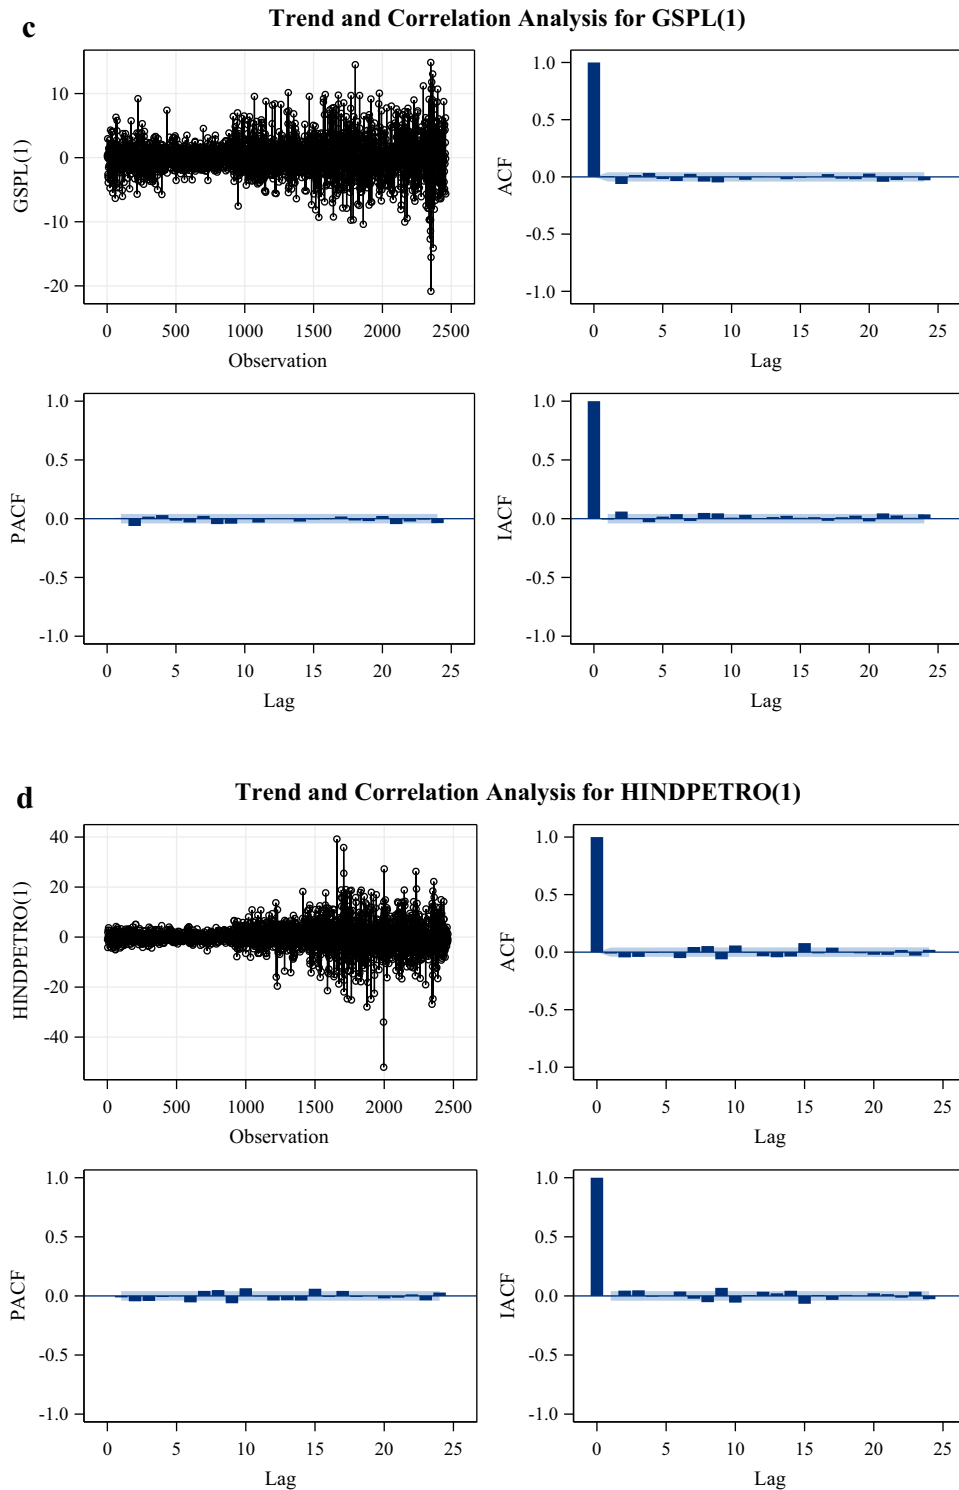 c
Trend and Correlation Analysis for GSPL(1)
GSPL(1)
10
0
-10
-20
0 500 1000 1500 2000 2500
Observation
ACF
1.0
0.5
0.0
-0.5
-1.0
0 5 10 15 20 25
Lag
PACF
1.0
0.5
0.0
-0.5
-1.0
0 5 10 15 20 25
Lag
IACF
1.0
0.5
0.0
-0.5
-1.0
0 5 10 15 20 25
Lag
d
Trend and Correlation Analysis for HINDPETRO(1)
HINDPETRO(1)
40
20
0
-20
-40
0 500 1000 1500 2000 2500
Observation
ACF
1.0
0.5
0.0
-0.5
-1.0
0 5 10 15 20 25
Lag
PACF
1.0
0.5
0.0
-0.5
-1.0
0 5 10 15 20 25
Lag
IACF
1.0
0.5
0.0
-0.5
-1.0
0 5 10 15 20 25
Lag